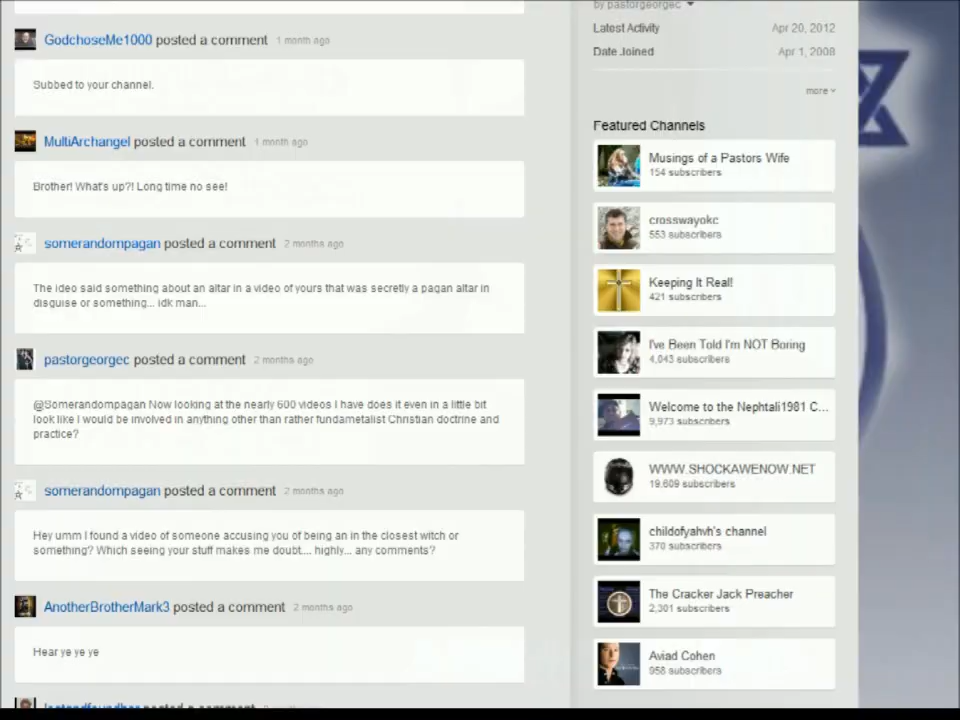 GodchoseMe1000 posted a comment 1 month ago
Subbed to your channel.
MultiArchangel posted a comment 1 month ago
Brother! What's up?! Long time no see!
somerandompagan posted a comment 2 months ago
The ideo said something about an altar in a video of yours that was secretly a pagan altar in
disguise or something... idk man...
pastorgeorgec posted a comment 2 months ago
@Somerandompagan Now looking at the nearly 600 videos I have does it even in a little bit
look like I would be involved in anything other than rather fundametalist Christian doctrine and
practice?
somerandompagan posted a comment 2 months ago
Hey umm I found a video of someone accusing you of being an in the closest witch or
something? Which seeing your stuff makes me doubt.... highly... any comments?
AnotherBrotherMark3 posted a comment 2 months ago
Hear ye ye ye
posted a comment
by pastorgeorgec
Latest Activity Apr 20, 2012
Date Joined Apr 1, 2008
more
Featured Channels
Musings of a Pastors Wife
154 subscribers
crosswayokc
553 subscribers
Keeping It Real!
421 subscribers
I've Been Told I'm NOT Boring
4,043 subscribers
Welcome to the Nephtali1981 C...
9,973 subscribers
WWW.SHOCKAWENOW.NET
19,609 subscribers
childofyahvh's channel
370 subscribers
The Cracker Jack Preacher
2,301 subscribers
Aviad Cohen
958 subscribers